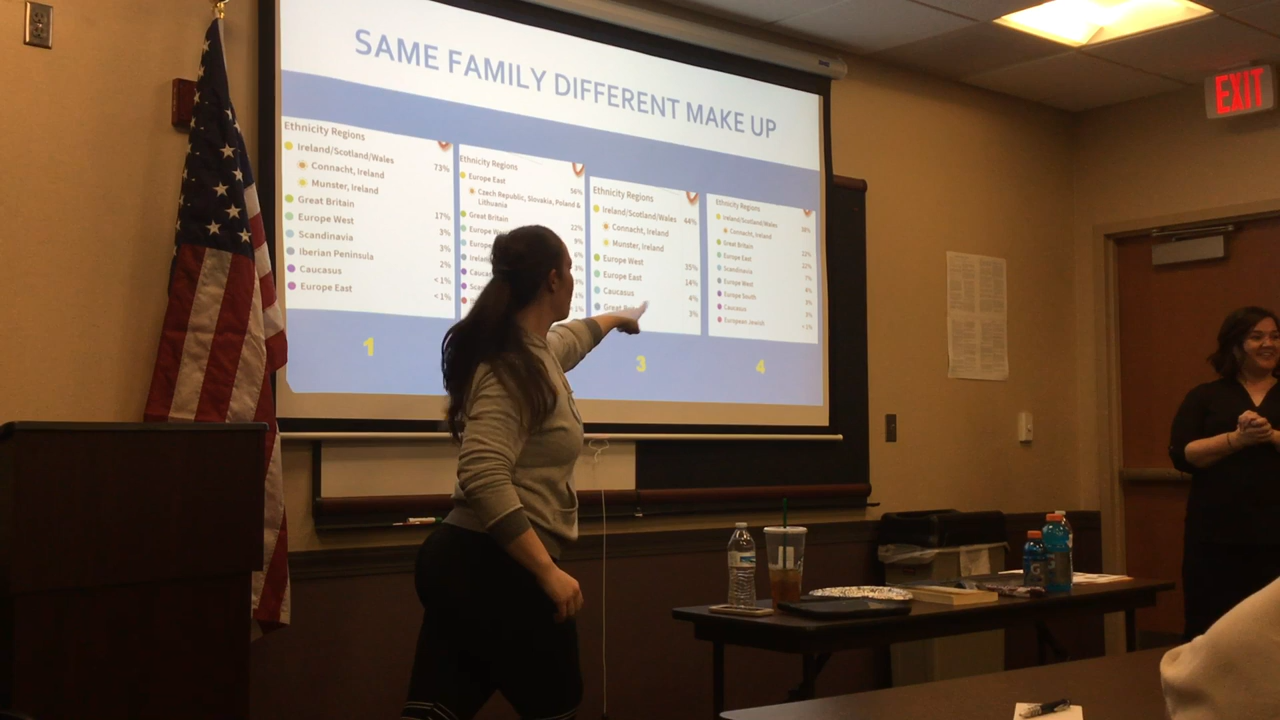 SAME FAMILY DIFFERENT MAKE UP
Ethnicity Regions
Ireland/Scotland/Wales 73%
Connacht, Ireland
Munster, Ireland
Great Britain 17%
Europe West 3%
Scandinavia 3%
Iberian Peninsula 2%
Caucasus <1%
Europe East <1%
1
Ethnicity Regions
Europe East 56%
Czech Republic, Slovakia, Poland &
Lithuania
Great Britain 22%
Europe 9%
Ethnicity Regions
Ireland/Scotland/Wales 44%
Connacht, Ireland
Munster, Ireland
Europe West 35%
Europe East 14%
Caucasus 4%
Great 3%
3
Ethnicity Regions
Ireland/Scotland/Wales
Connacht, Ireland
Great Britain
Europe East
Scandinavia
Europe West
Europe South
Caucasus
European Jewish <1%
4
EXIT